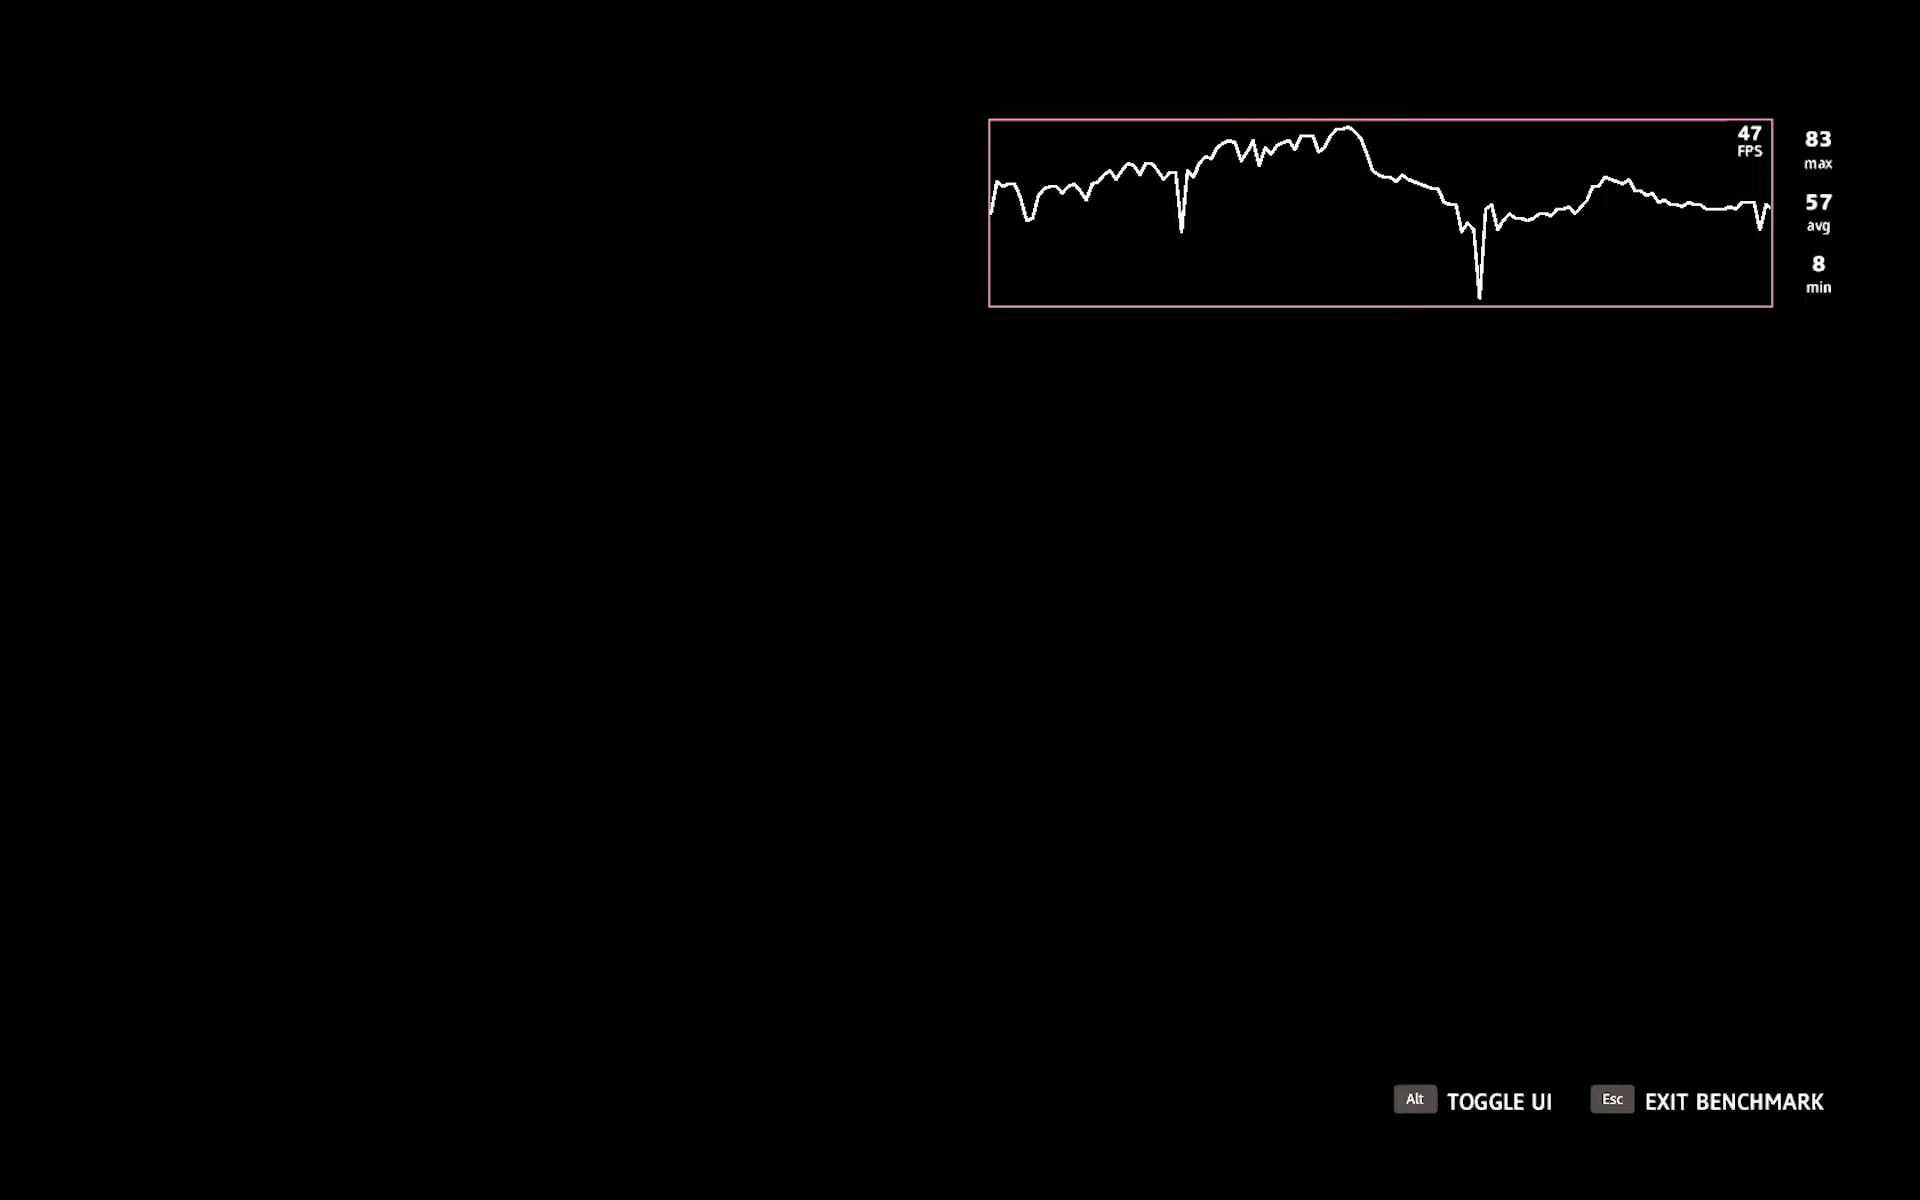 47
FPS
83
max
57
avg
8
min
Alt TOGGLE UI Esc EXIT BENCHMARK